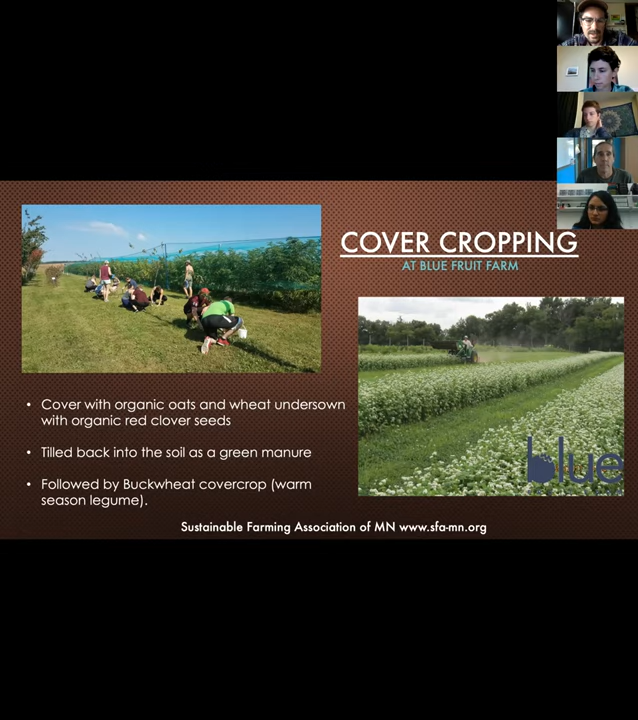 COVER CROPPING
AT BLUE FRUIT FARM
• Cover with organic oats and wheat undersown
with organic red clover seeds
• Tilled back into the soil as a green manure
• Followed by Buckwheat covercrop (warm
season legume).
blue
Sustainable Farming Association of MN www.sfa-mn.org